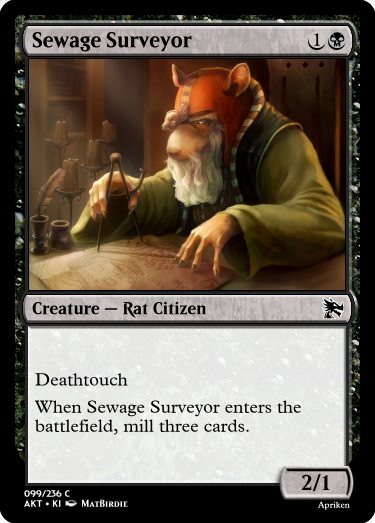 Sewage Surveyor 1
Creature — Rat Citizen
Deathtouch
When Sewage Surveyor enters the
battlefield, mill three cards.
2/1
099/236 C
AKT • KI MatBirdie
Apriken